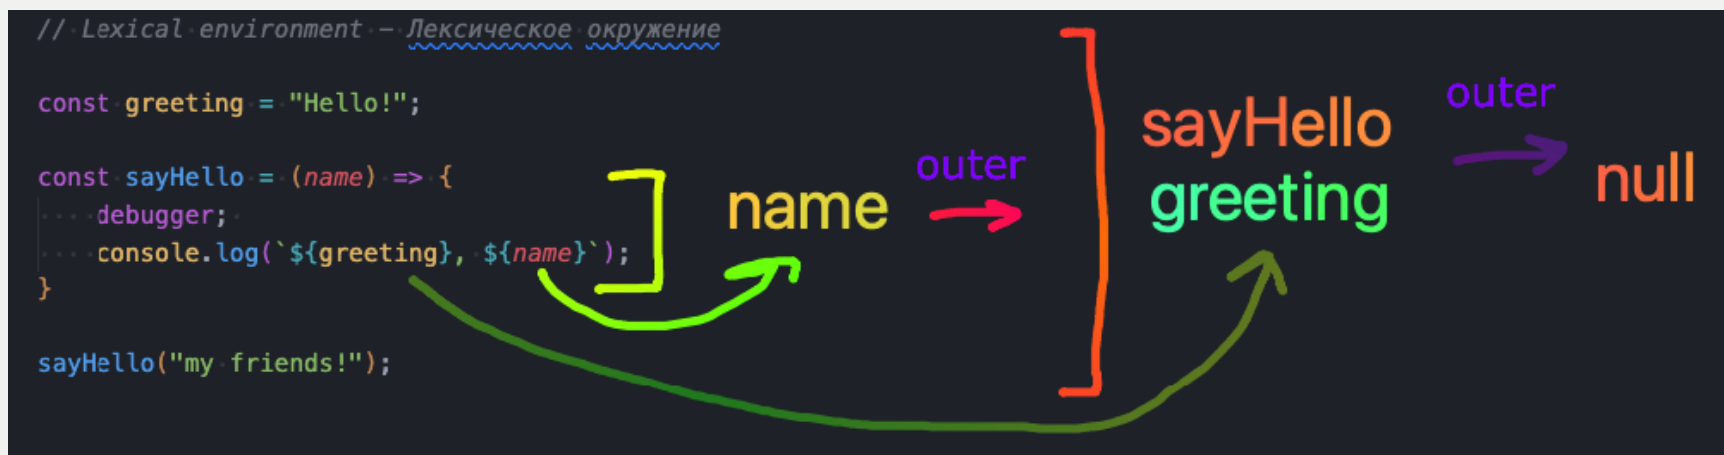 // Lexical environment – Лексическое окружение
const greeting = "Hello!";
const sayHello = (name) => {
debugger;
console.log(`${greeting}, ${name}`);
}
sayHello("my friends!");
name
outer
sayHello
greeting
outer
null